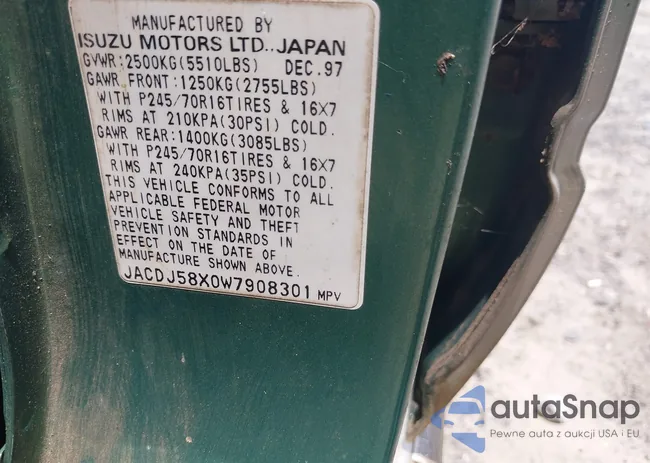 MANUFACTURED BY
ISUZU MOTORS LTD., JAPAN
GVWR:2500KG(5510LBS) DEC.97
GAWR FRONT:1250KG(2755LBS)
WITH P245/70R16TIRES & 16X7
RIMS AT 210KPA(30PSI) COLD.
GAWR REAR:1400KG(3085LBS)
WITH P245/70R16TIRES & 16X7
RIMS AT 240KPA(35PSI) COLD.
THIS VEHICLE CONFORMS TO ALL
APPLICABLE FEDERAL MOTOR
VEHICLE SAFETY AND THEFT
PREVENTION STANDARDS IN
EFFECT ON THE DATE OF
MANUFACTURE SHOWN ABOVE.
JACDJ58X0W7908301 MPV
autaSnap
Pewne auta z aukcji USA i EU